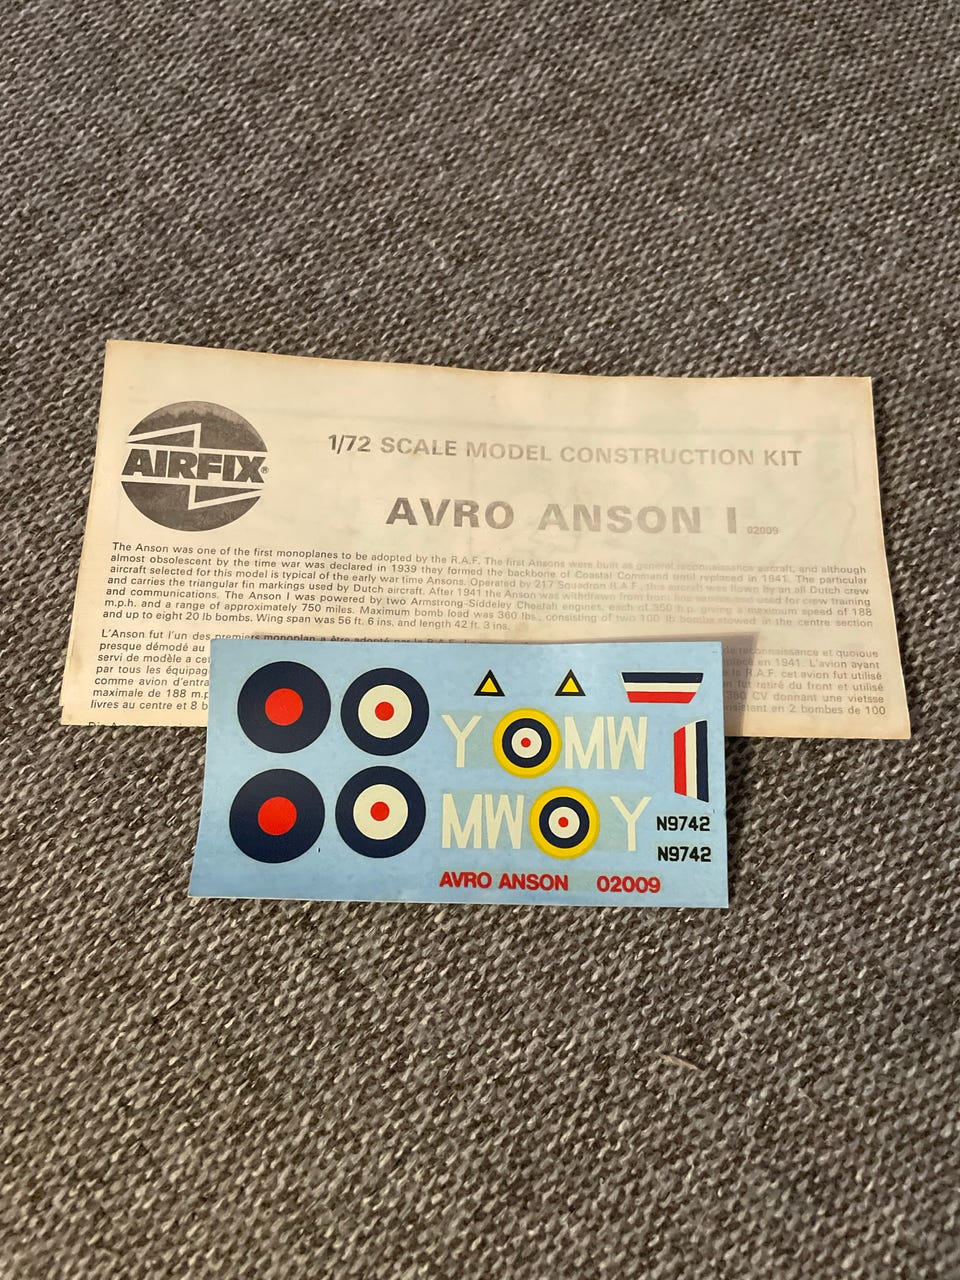 AIRFIX®
1/72 SCALE MODEL CONSTRUCTION KIT
AVRO ANSON I 02009
The Anson was one of the first monoplanes to be adopted by the R.A.F. The first Ansons were built as general reconnaissance aircraft, and although
almost obsolescent by the time war was declared in 1939 they formed the backbone of Coastal Command until replaced in 1941. The particular
aircraft selected for this model is typical of the early war time Ansons. Operated by 217 Squadron R.A.F. this aircraft was flown by an all Dutch crew
and carries the triangular fin markings used by Dutch aircraft. After 1941 the Anson was withdrawn from front line service and used for crew training
and communications. The Anson I was powered by two Armstrong-Siddeley Cheetah engines, each of 350 h.p. giving a maximum speed of 188
m.p.h. and a range of approximately 750 miles. Maximum bomb load was 360 lbs., consisting of two 100 lb bombs stowed in the centre section
and up to eight 20 lb bombs. Wing span was 56 ft. 6 ins. and length 42 ft. 3 ins.
L'Anson fut l'un des premiers monoplan a être adopté par la R.A.F. de reconnaissance et quoique
presque démodé au en 1941. L'avion ayant
servi de modèle a R.A.F. cet avion fut utilisé
par tous les fut retiré du front et utilisé
comme avion CV donnant une vietsse
maximale de 188 en 2 bombes de 100
livres au centre et 8
Y MW
MW Y
N9742
N9742
AVRO ANSON 02009